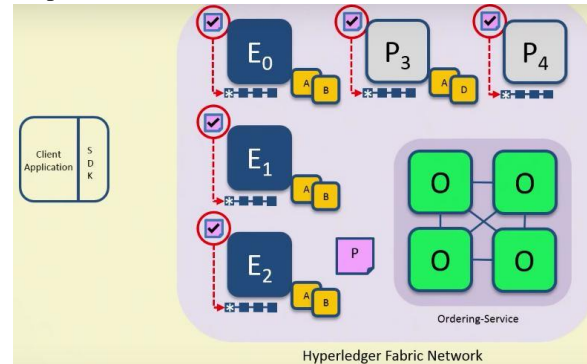 E0
A
B
P3
A
D
P4
Client
Application
S
D
K
E1
A
B
E2
A
B
P
O
O
O
O
Ordering-Service
Hyperledger Fabric Network